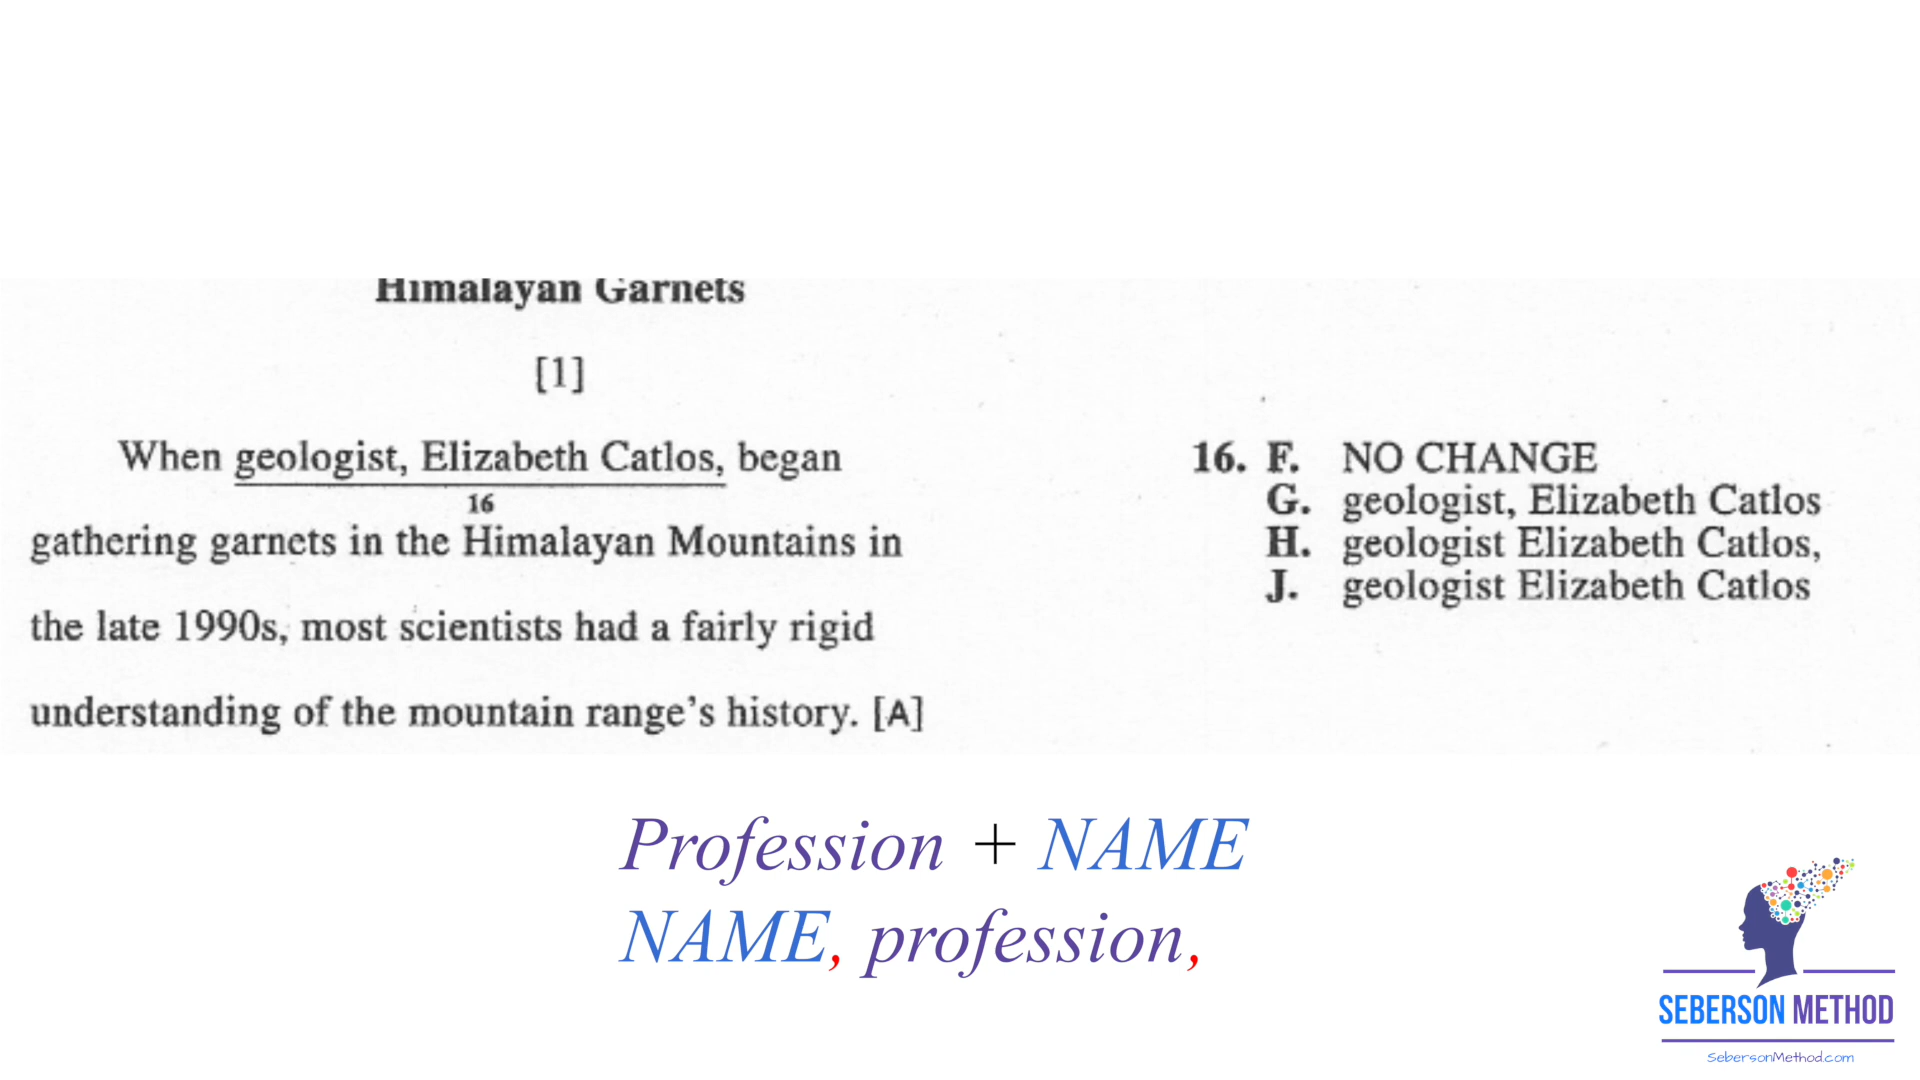 Himalayan Garnets
[1]
When geologist, Elizabeth Catlos, began
16
gathering garnets in the Himalayan Mountains in
the late 1990s, most scientists had a fairly rigid
understanding of the mountain range's history. [A]
16. F. NO CHANGE
G. geologist, Elizabeth Catlos
H. geologist Elizabeth Catlos,
J. geologist Elizabeth Catlos
Profession + NAME
NAME, profession,
SEBERSON METHOD
SebersonMethod.com